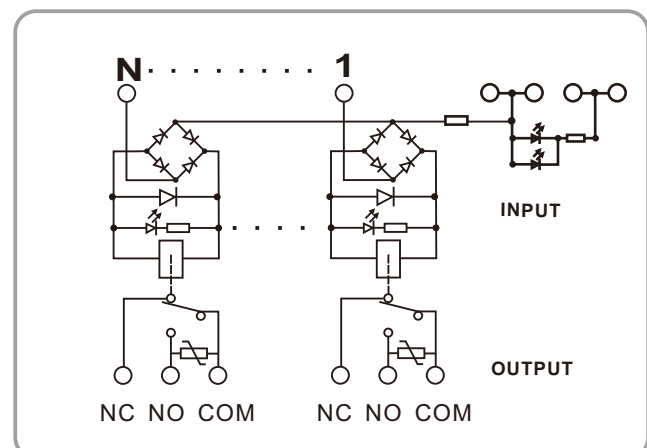 N . . . . . . . . 1
INPUT
. . . .
OUTPUT
NC NO COM NC NO COM